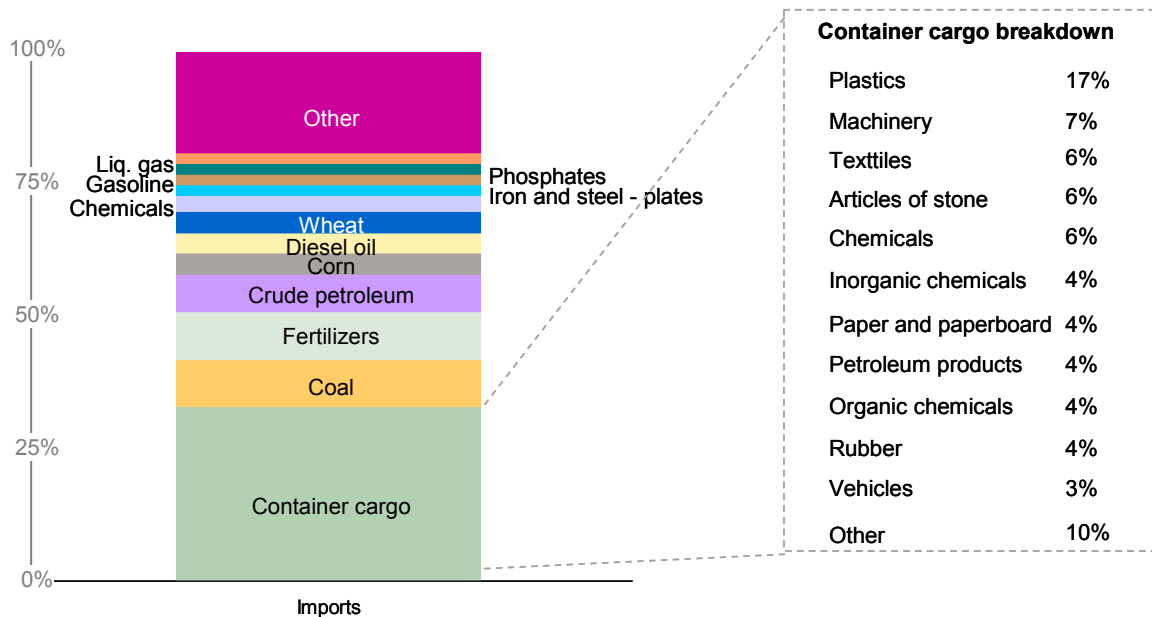 100%
75%
50%
25%
0%
Other
Liq. gas
Gasoline
Chemicals
Phosphates
Iron and steel - plates
Wheat
Diesel oil
Corn
Crude petroleum
Fertilizers
Coal
Container cargo
Imports
Container cargo breakdown
Plastics 17%
Machinery 7%
Texttiles 6%
Articles of stone 6%
Chemicals 6%
Inorganic chemicals 4%
Paper and paperboard 4%
Petroleum products 4%
Organic chemicals 4%
Rubber 4%
Vehicles 3%
Other 10%